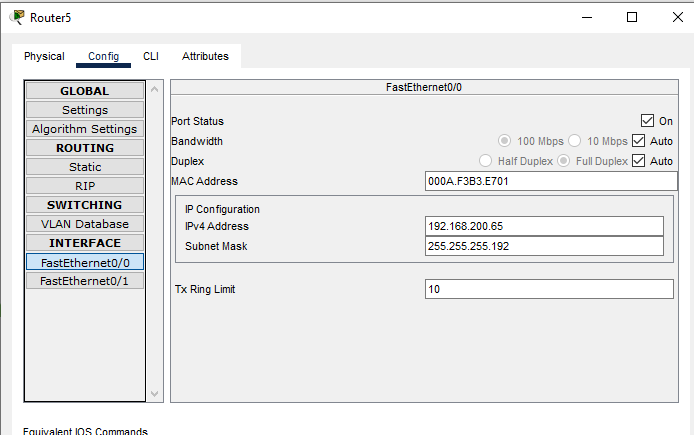 Router5
Physical Config CLI Attributes
GLOBAL
Settings
Algorithm Settings
ROUTING
Static
RIP
SWITCHING
VLAN Database
INTERFACE
FastEthernet0/0
FastEthernet0/1
FastEthernet0/0
Port Status On
Bandwidth 100 Mbps 10 Mbps Auto
Duplex Half Duplex Full Duplex Auto
MAC Address 000A.F3B3.E701
IP Configuration
IPv4 Address 192.168.200.65
Subnet Mask 255.255.255.192
Tx Ring Limit 10
Equivalent IOS Commands